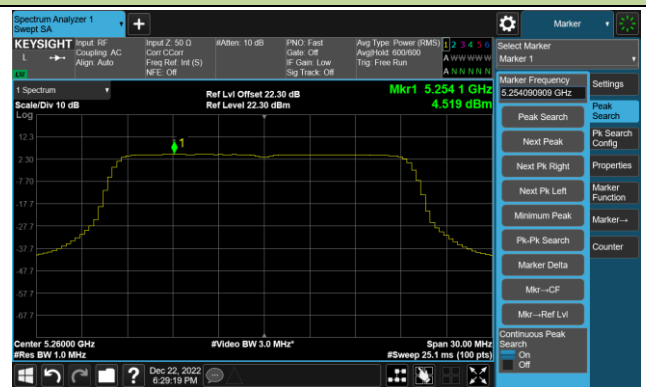 Spectrum Analyzer 1
Swept SA
Marker
KEYSIGHT
L
Input: RF
Coupling: AC
Align: Auto
Input Z: 50 Ω
Corr CCorr
Freq Ref: Int (S)
NFE: Off
#Atten: 10 dB
PNO: Fast
Gate: Off
IF Gain: Low
Sig Track: Off
Avg Type: Power (RMS)
Avg|Hold: 600/600
Trig: Free Run
1 2 3 4 5 6
A W W W W W
A N N N N N
Select Marker
Marker 1
1 Spectrum
Scale/Div 10 dB
Log
Ref Lvl Offset 22.30 dB
Ref Level 22.30 dBm
Mkr1 5.254 1 GHz
4.519 dBm
1
12.3
2.30
-7.70
-17.7
-27.7
-37.7
-47.7
-57.7
-67.7
Center 5.26000 GHz
#Res BW 1.0 MHz
#Video BW 3.0 MHz*
Span 30.00 MHz
#Sweep 25.1 ms (100 pts)
Marker Frequency
5.254090909 GHz
Peak Search
Next Peak
Next Pk Right
Next Pk Left
Minimum Peak
Pk-Pk Search
Marker Delta
Mkr→CF
Mkr→Ref Lvl
Continuous Peak
Search
On
Off
Settings
Peak
Search
Pk Search
Config
Properties
Marker
Function
Marker→
Counter
?
Dec 22, 2022
6:29:19 PM